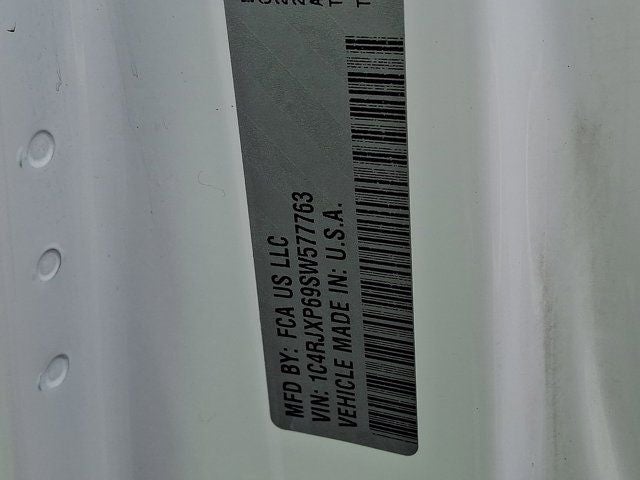 MFD BY: FCA US LLC
VIN: 1C4RJXP69SW577763
VEHICLE MADE IN: U.S.A.